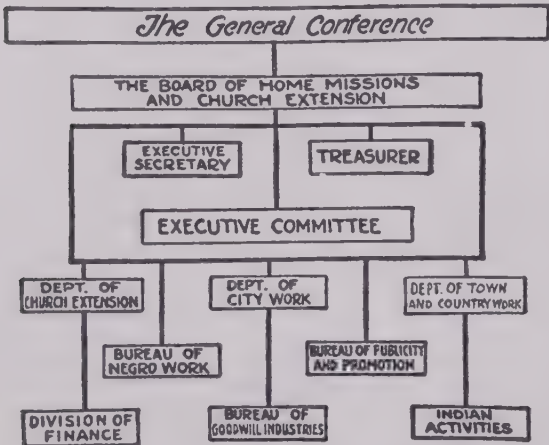 The General Conference
THE BOARD OF HOME MISSIONS
AND CHURCH EXTENSION
EXECUTIVE
SECRETARY
TREASURER
EXECUTIVE COMMITTEE
DEPT. OF
CHURCH EXTENSION
DEPT. OF
CITY WORK
DEPT. OF TOWN
AND COUNTRY WORK
BUREAU OF
NEGRO WORK
BUREAU OF PUBLICITY
AND PROMOTION
DIVISION OF
FINANCE
BUREAU OF
GOODWILL INDUSTRIES
INDIAN
ACTIVITIES